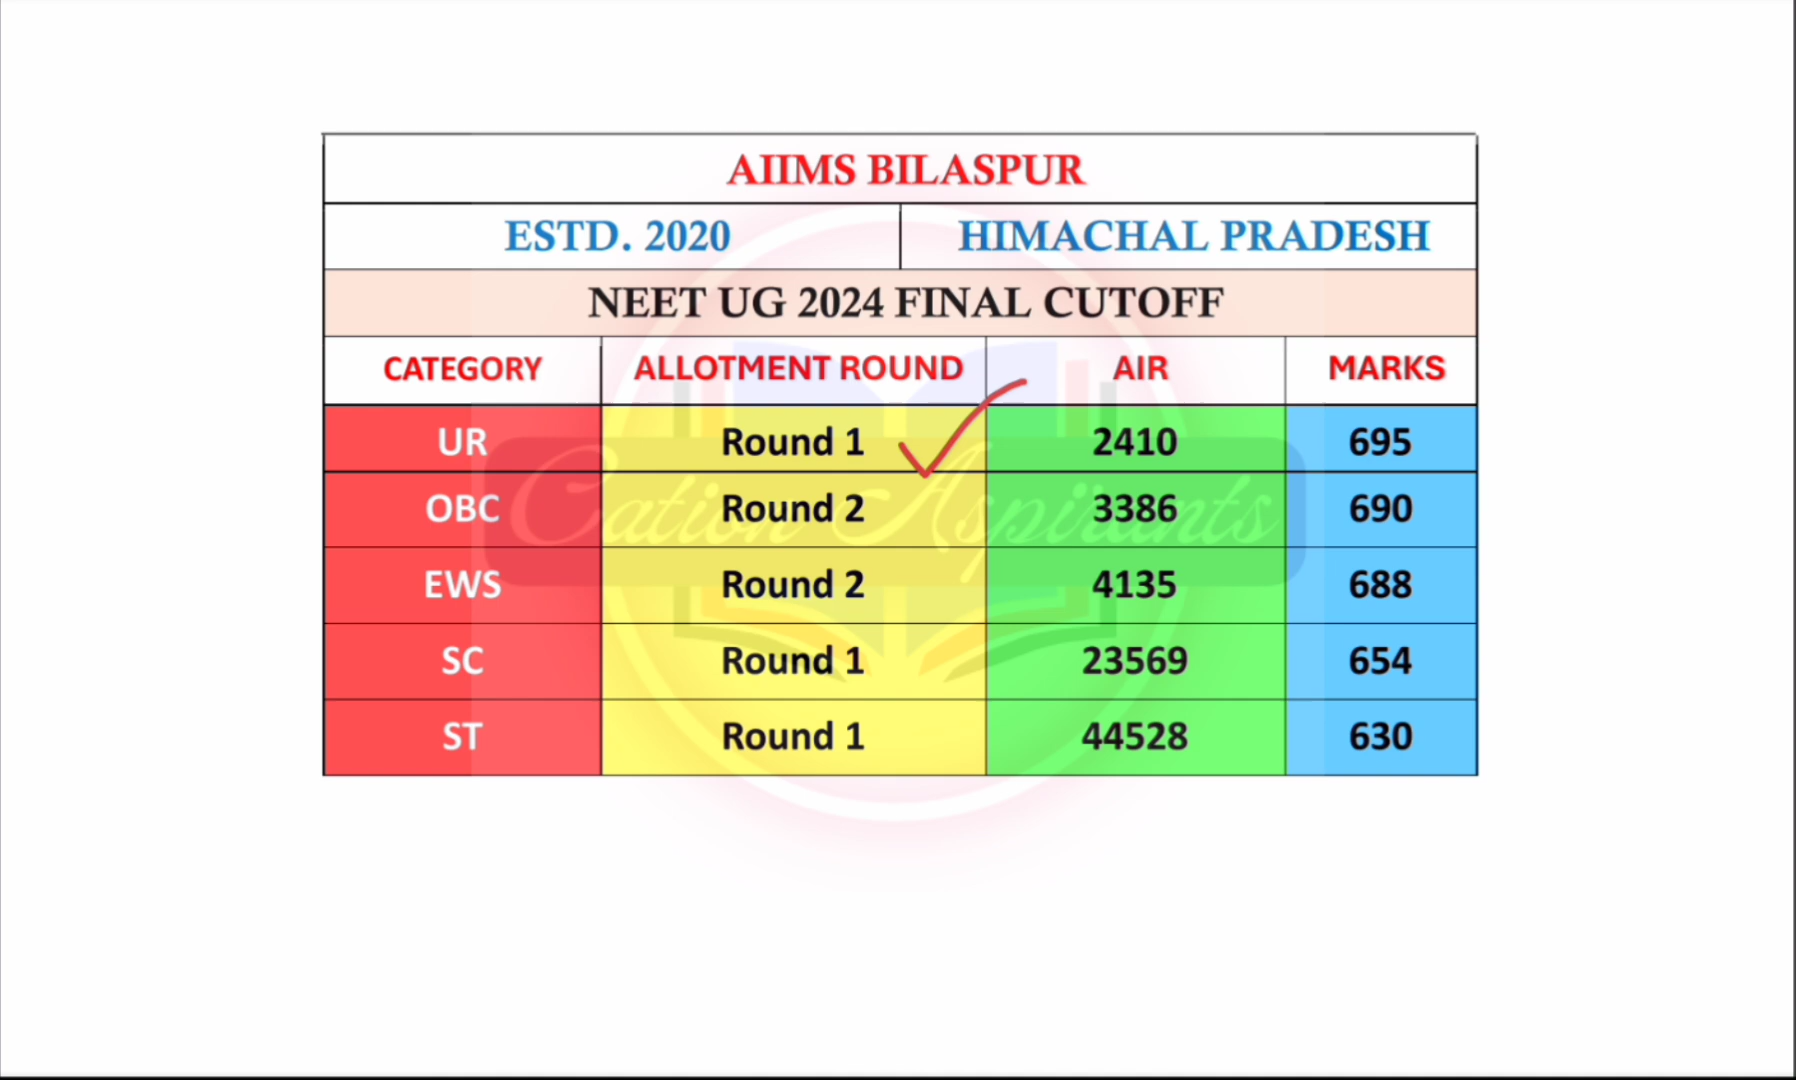 AIIMS BILASPUR
ESTD. 2020 HIMACHAL PRADESH
NEET UG 2024 FINAL CUTOFF
CATEGORY ALLOTMENT ROUND AIR MARKS
UR Round 1 2410 695
OBC Round 2 3386 690
EWS Round 2 4135 688
SC Round 1 23569 654
ST Round 1 44528 630
Cation Aspirants